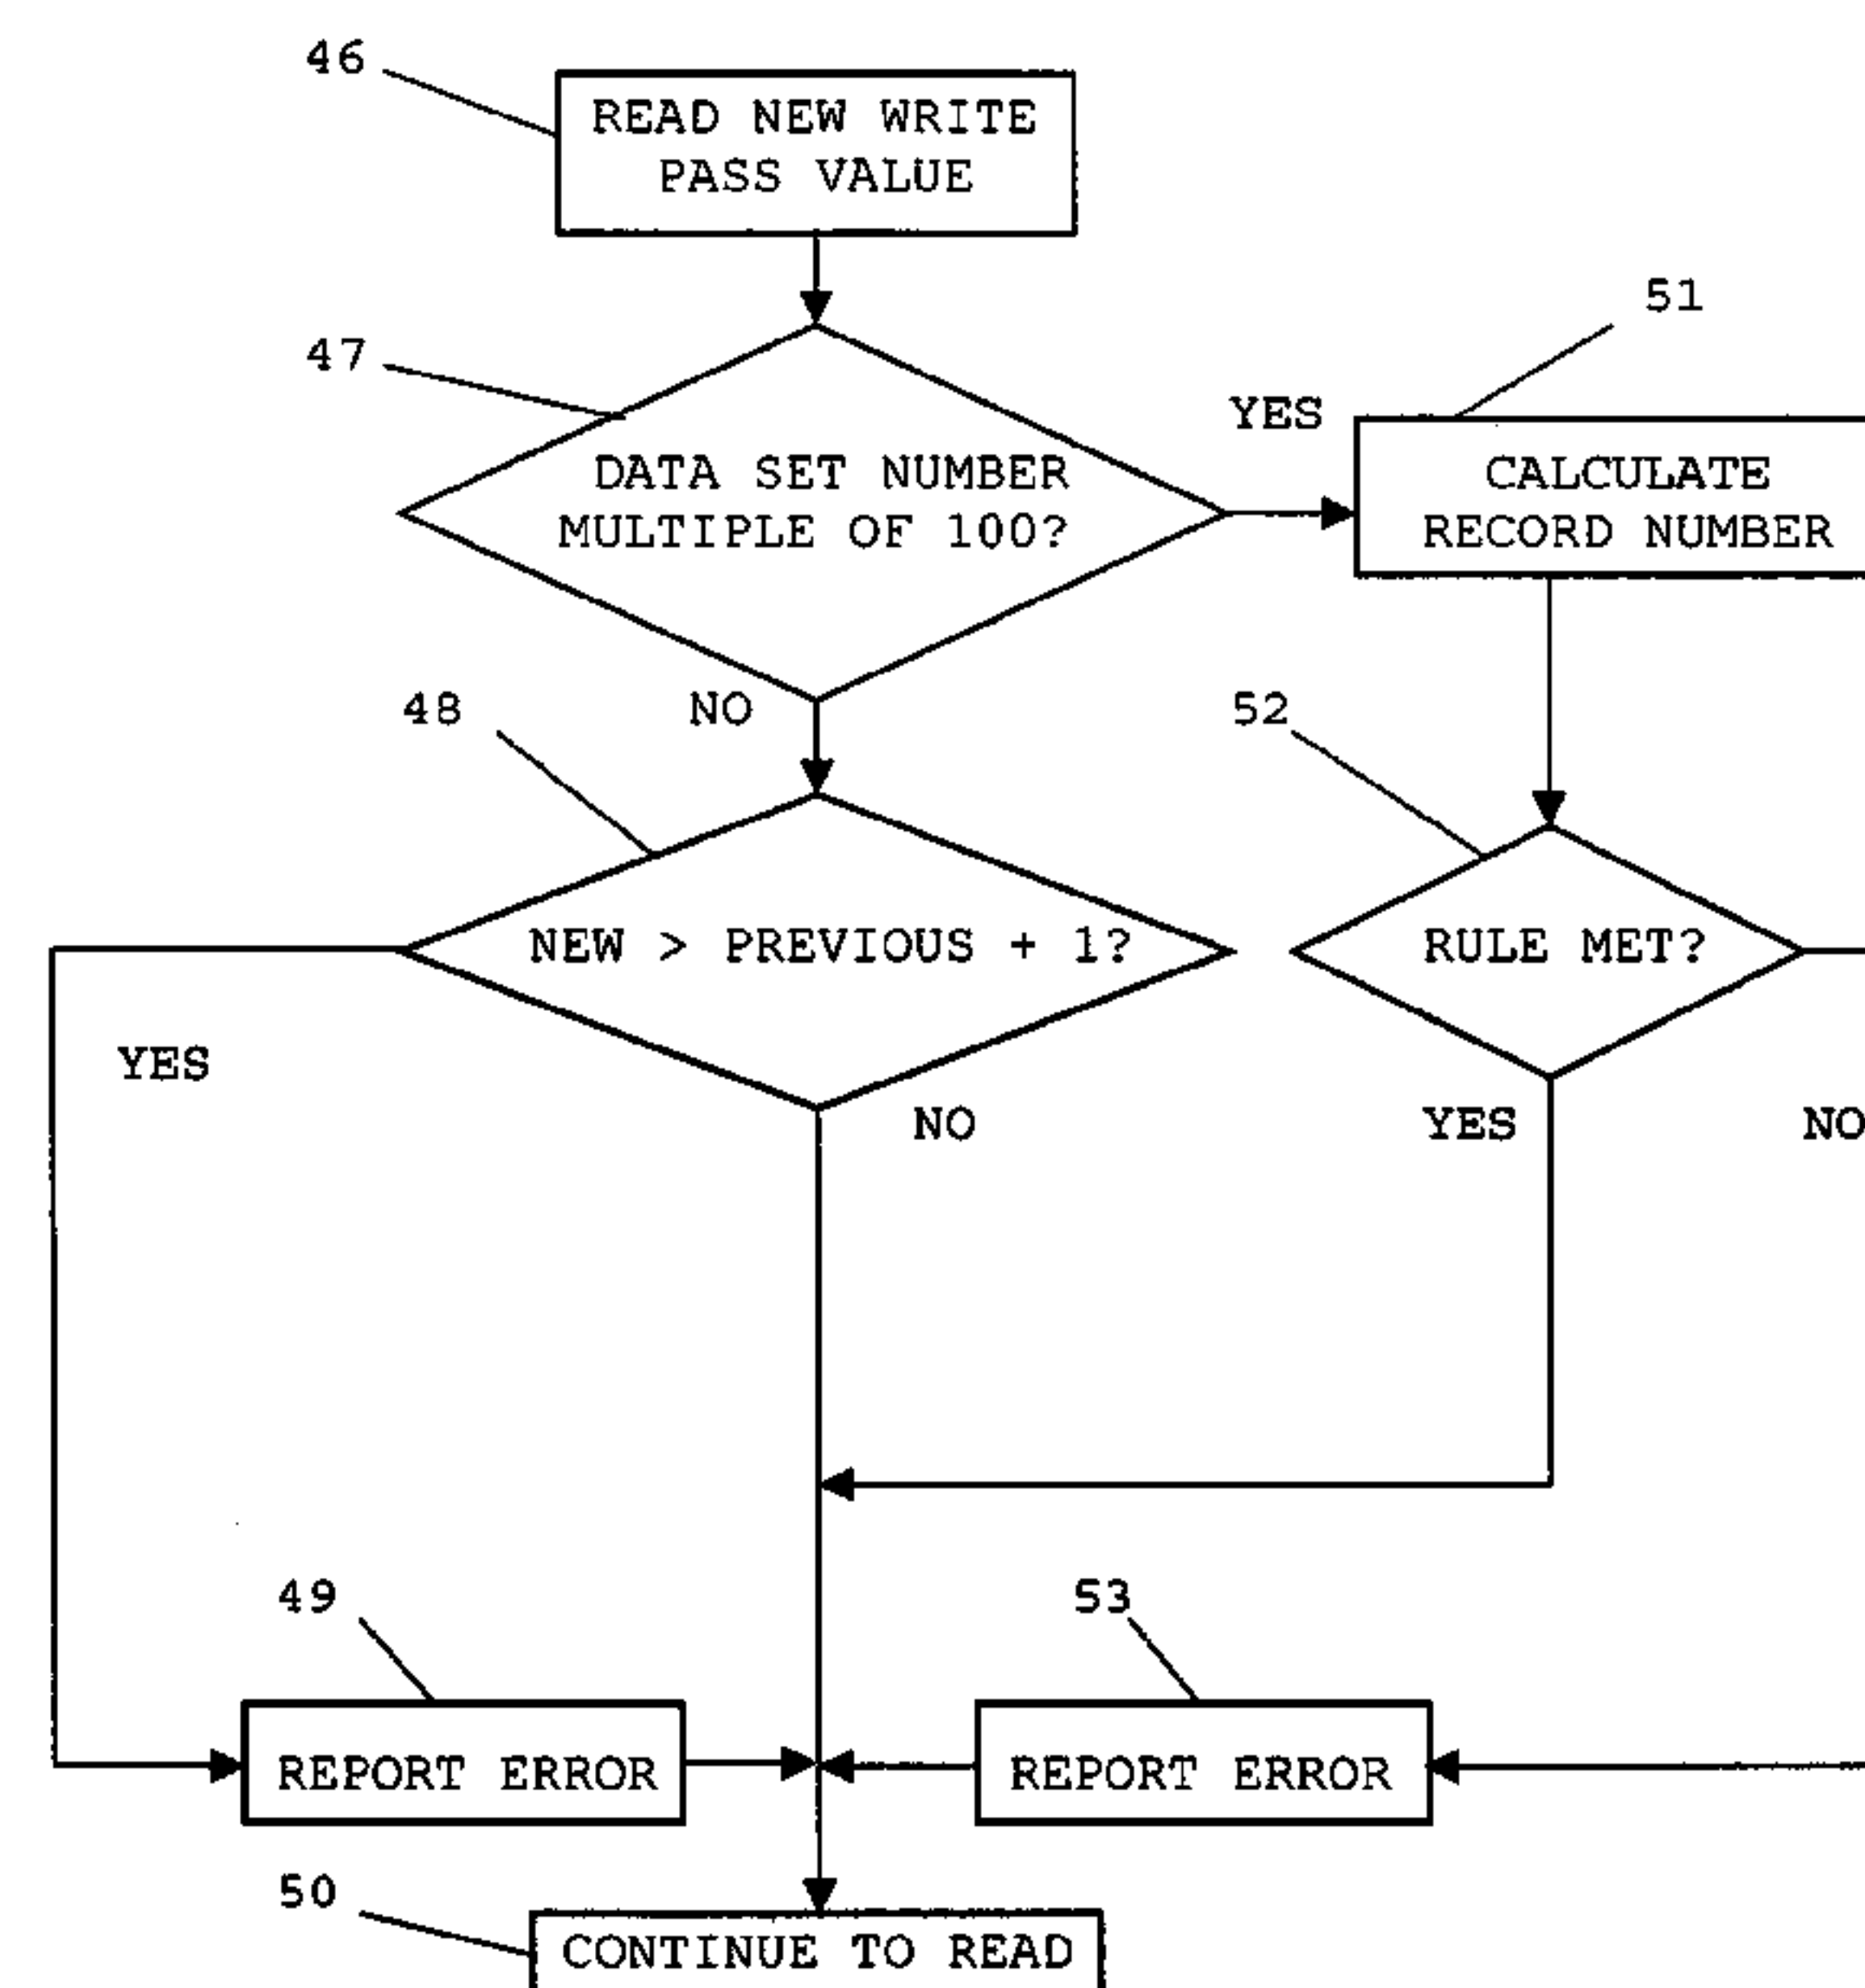 46
READ NEW WRITE
PASS VALUE
51
47
YES
DATA SET NUMBER
MULTIPLE OF 100?
CALCULATE
RECORD NUMBER
48
NO
52
NEW > PREVIOUS + 1?
RULE MET?
YES
NO
YES
NO
49
53
REPORT ERROR
REPORT ERROR
50
CONTINUE TO READ